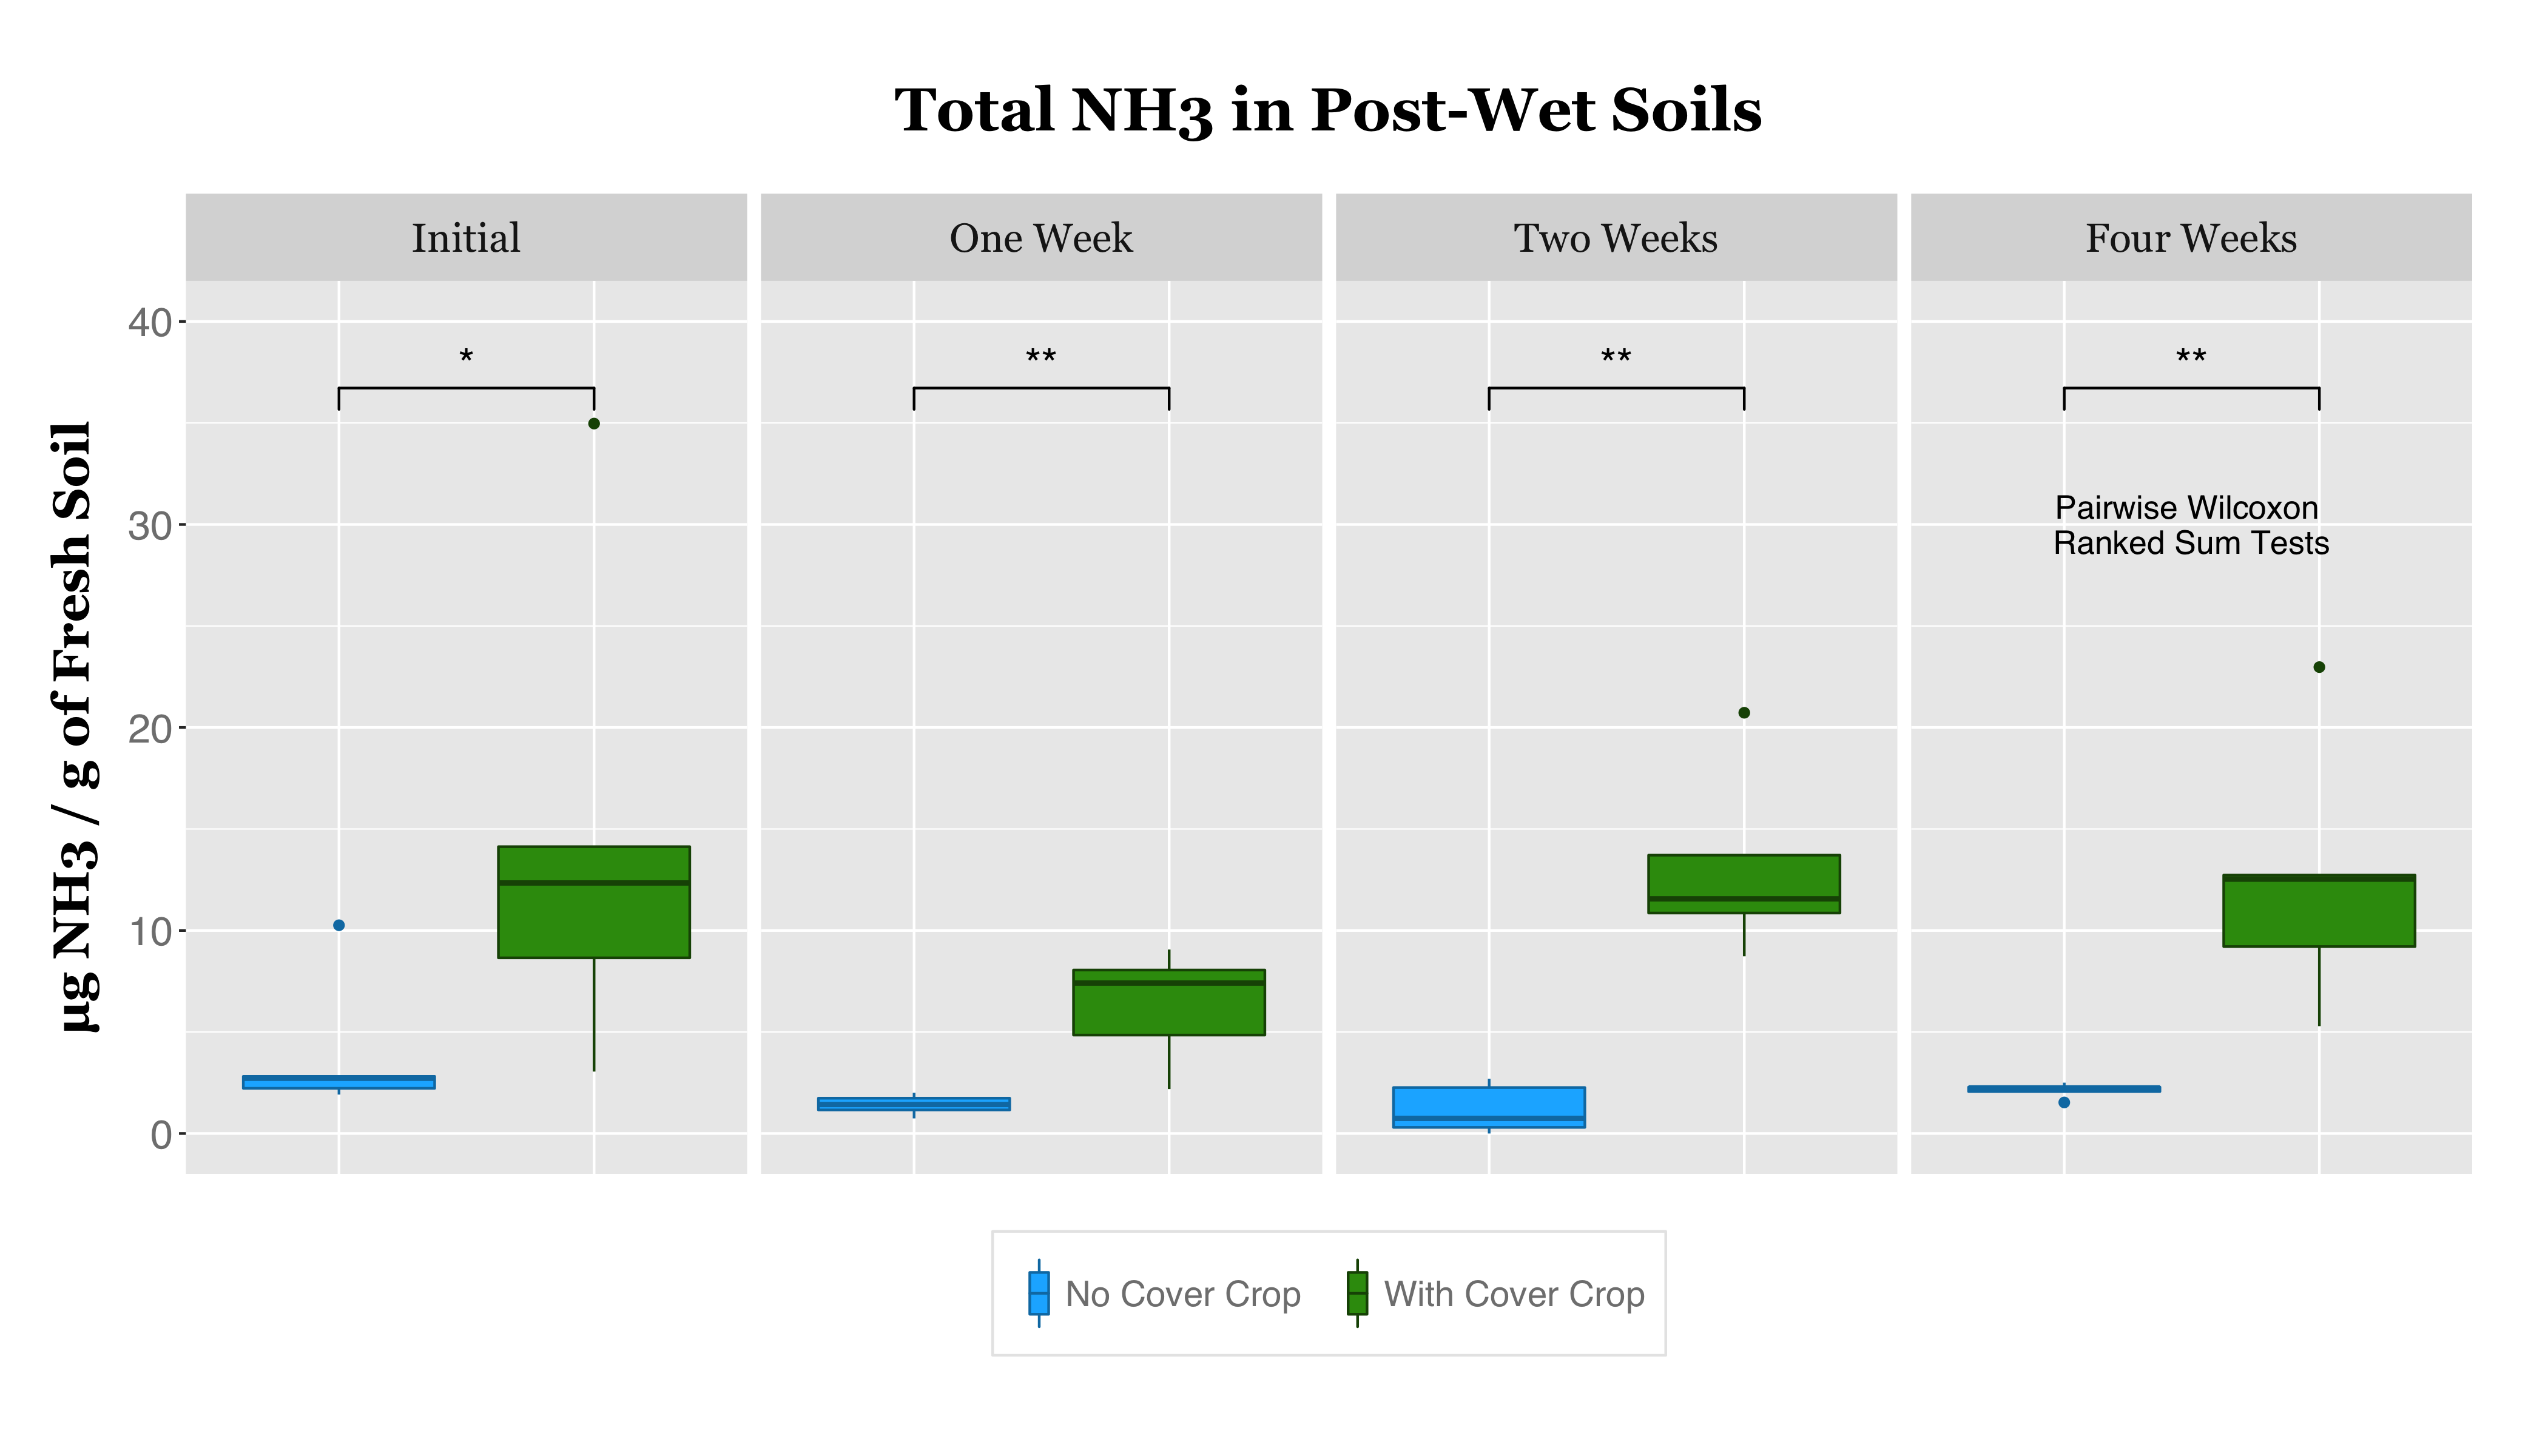 Total NH3 in Post-Wet Soils
Initial
One Week
Two Weeks
Four Weeks
µg NH3 / g of Fresh Soil
40
30
20
10
0
*
**
**
**
Pairwise Wilcoxon
Ranked Sum Tests
No Cover Crop
With Cover Crop